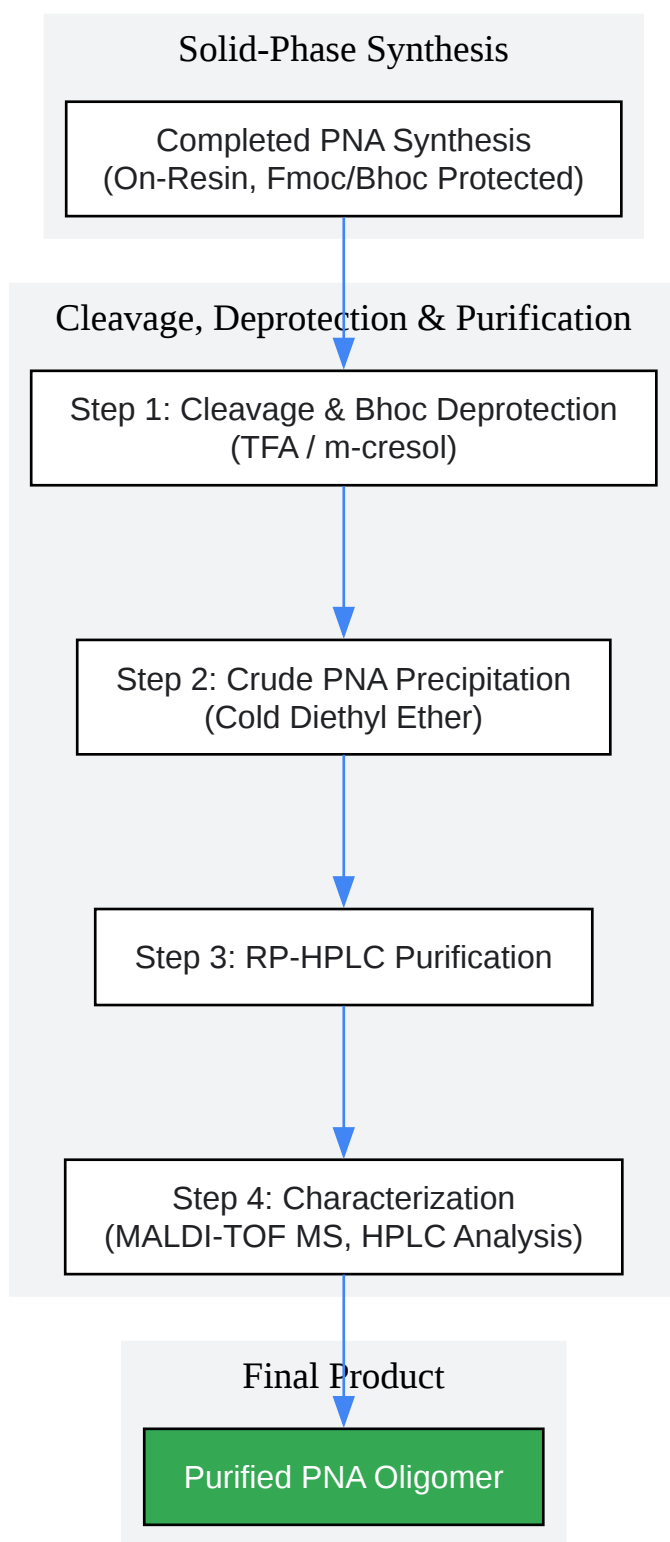 Solid-Phase Synthesis
Completed PNA Synthesis
(On-Resin, Fmoc/Bhoc Protected)
Cleavage, Deprotection & Purification
Step 1: Cleavage & Bhoc Deprotection
(TFA / m-cresol)
Step 2: Crude PNA Precipitation
(Cold Diethyl Ether)
Step 3: RP-HPLC Purification
Step 4: Characterization
(MALDI-TOF MS, HPLC Analysis)
Final Product
Purified PNA Oligomer